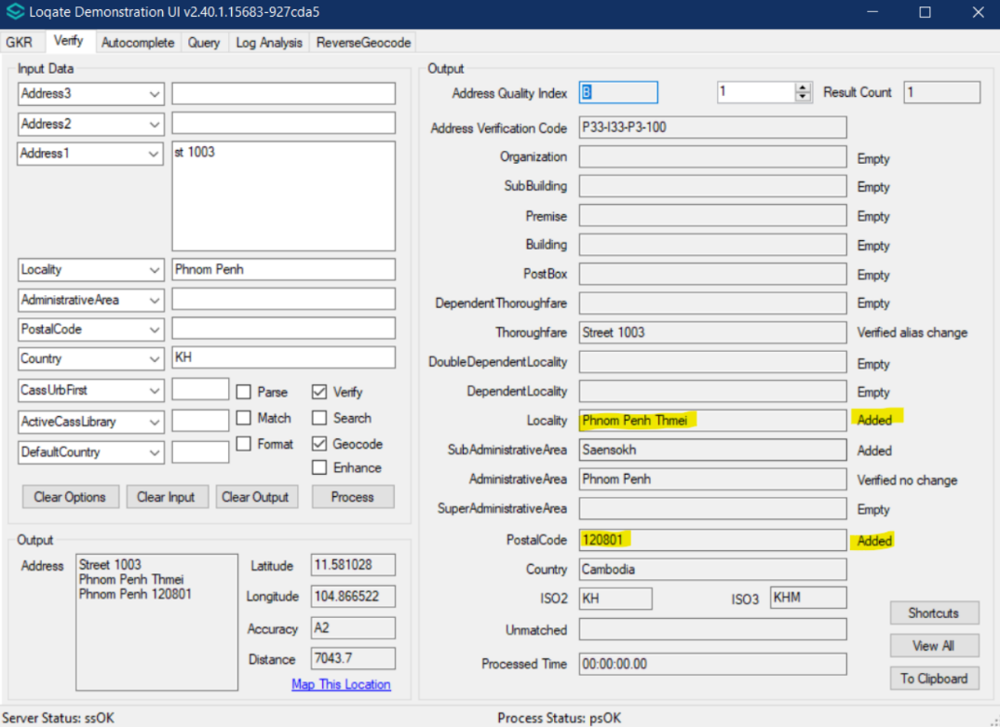 Loqate Demonstration UI v2.40.1.15683-927cda5
GKR Verify Autocomplete Query Log Analysis ReverseGeocode
Input Data
Address3
Address2
Address1 st 1003
Locality Phnom Penh
AdministrativeArea
PostalCode
Country KH
CassUrbFirst Parse Verify
ActiveCassLibrary Match Search
DefaultCountry Format Geocode
Enhance
Clear Options Clear Input Clear Output Process
Output
Address Street 1003
Phnom Penh Thmei
Phnom Penh 120801
Latitude 11.581028
Longitude 104.866522
Accuracy A2
Distance 7043.7
Map This Location
Output
Address Quality Index B 1 Result Count 1
Address Verification Code P33-I33-P3-100
Organization Empty
SubBuilding Empty
Premise Empty
Building Empty
PostBox Empty
DependentThoroughfare Empty
Thoroughfare Street 1003 Verified alias change
DoubleDependentLocality Empty
DependentLocality Empty
Locality Phnom Penh Thmei Added
SubAdministrativeArea Saensokh Added
AdministrativeArea Phnom Penh Verified no change
SuperAdministrativeArea Empty
PostalCode 120801 Added
Country Cambodia
ISO2 KH ISO3 KHM
Unmatched
Processed Time 00:00:00.00
Shortcuts
View All
To Clipboard
Server Status: ssOK Process Status: psOK